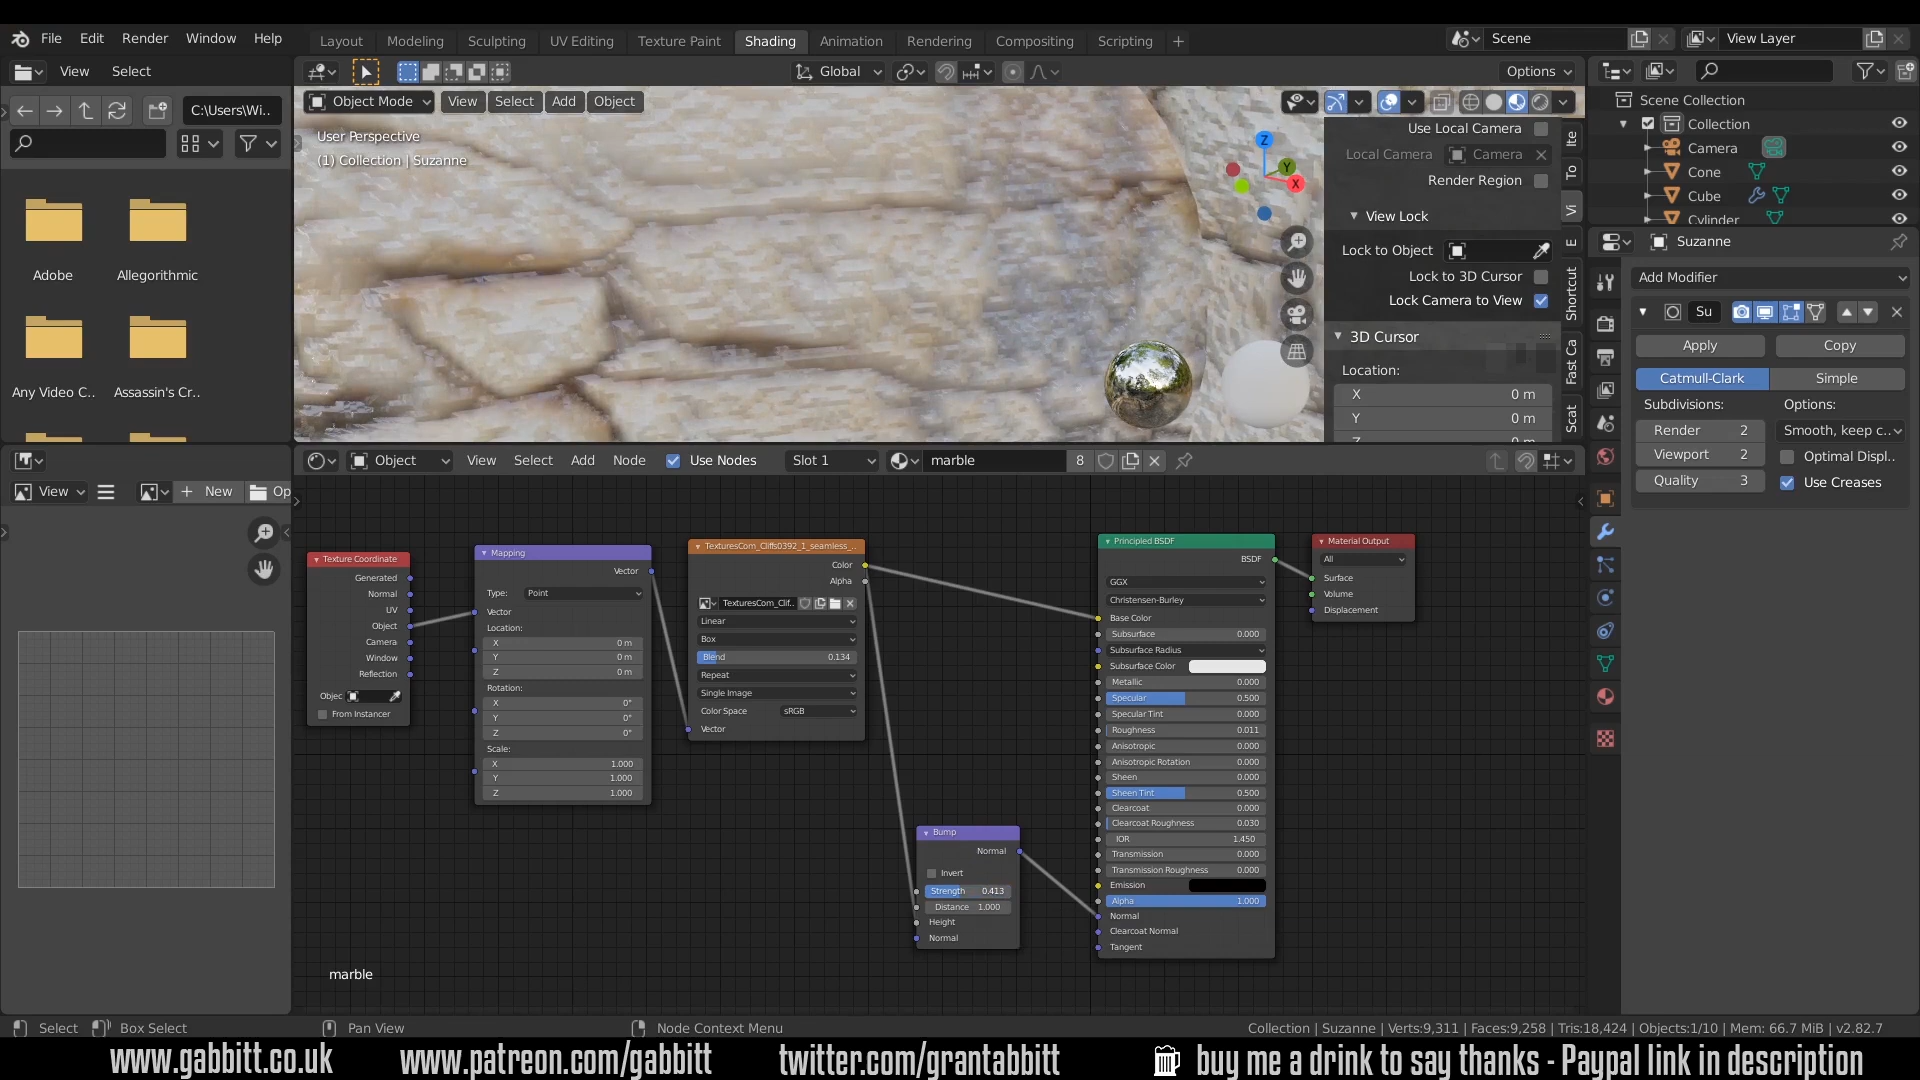 File Edit Render Window Help
Layout Modeling Sculpting UV Editing Texture Paint Shading Animation Rendering Compositing Scripting +
Scene
View Layer
View Select
Global
Options
C:\Users\Wi..
Adobe
Allegorithmic
Any Video C..
Assassin's Cr..
Object Mode View Select Add Object
User Perspective
(1) Collection | Suzanne
Z
Y
X
Use Local Camera
Local Camera Camera
Render Region
View Lock
Lock to Object
Lock to 3D Cursor
Lock Camera to View
3D Cursor
Location:
X 0 m
Y 0 m
Z 0 m
Ite
To
Vi
E
Shortcut
Fast Ca
Scat
Scene Collection
Collection
Camera
Cone
Cube
Cylinder
Suzanne
Add Modifier
Su
Apply Copy
Catmull-Clark Simple
Subdivisions: Options:
Render 2 Smooth, keep c..
Viewport 2 Optimal Displ..
Quality 3 Use Creases
View New Op
Object View Select Add Node Use Nodes Slot 1 marble 8
Texture Coordinate
Generated
Normal
UV
Object
Camera
Window
Reflection
Objec
From Instancer
Mapping
Vector
Type: Point
Vector
Location:
X 0 m
Y 0 m
Z 0 m
Rotation:
X 0°
Y 0°
Z 0°
Scale:
X 1.000
Y 1.000
Z 1.000
TexturesCom_Cliffs0392_1_seamless_..
Color
Alpha
TexturesCom_Clif..
Linear
Box
Blend 0.134
Repeat
Single Image
Color Space sRGB
Vector
Bump
Normal
Invert
Strength 0.413
Distance 1.000
Height
Normal
Principled BSDF
BSDF
GGX
Christensen-Burley
Base Color
Subsurface 0.000
Subsurface Radius
Subsurface Color
Metallic 0.000
Specular 0.500
Specular Tint 0.000
Roughness 0.011
Anisotropic 0.000
Anisotropic Rotation 0.000
Sheen 0.000
Sheen Tint 0.500
Clearcoat 0.000
Clearcoat Roughness 0.030
IOR 1.450
Transmission 0.000
Transmission Roughness 0.000
Emission
Alpha 1.000
Normal
Clearcoat Normal
Tangent
Material Output
All
Surface
Volume
Displacement
marble
Select Box Select Pan View Node Context Menu
Collection | Suzanne | Verts:9,311 | Faces:9,258 | Tris:18,424 | Objects:1/10 | Mem: 66.7 MiB | v2.82.7
www.gabbitt.co.uk www.patreon.com/gabbitt twitter.com/grantabbitt buy me a drink to say thanks - Paypal link in description